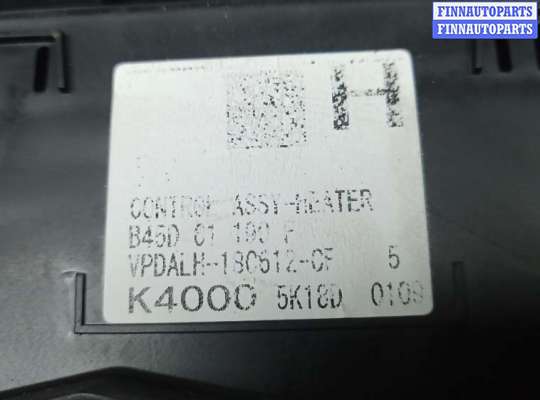 FINNAUTOPARTS
FINNAUTOPARTS
H
CONTROL ASSY-HEATER
B45D 61 190 F
VPDALH-18C612-CF 5
K4000 5K18D 0109